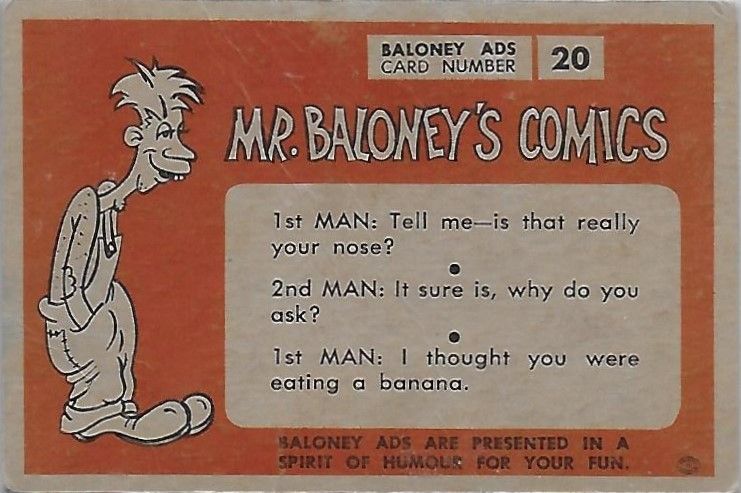 BALONEY ADS
CARD NUMBER
20
MR. BALONEY'S COMICS
1st MAN: Tell me—is that really
your nose?
●
2nd MAN: It sure is, why do you
ask?
●
1st MAN: I thought you were
eating a banana.
BALONEY ADS ARE PRESENTED IN A
SPIRIT OF HUMOUR FOR YOUR FUN.